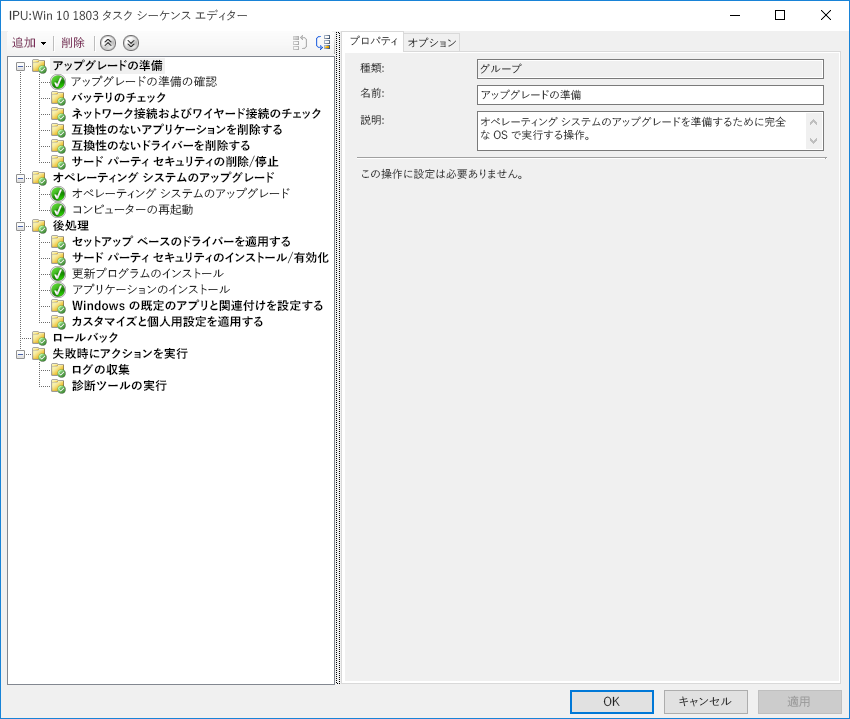 IPU:Win 10 1803 タスク シーケンス エディター
追加 削除
アップグレードの準備
アップグレードの準備の確認
バッテリのチェック
ネットワーク接続およびワイヤード接続のチェック
互換性のないアプリケーションを削除する
互換性のないドライバーを削除する
サード パーティ セキュリティの削除/停止
オペレーティング システムのアップグレード
オペレーティング システムのアップグレード
コンピューターの再起動
後処理
セットアップ ベースのドライバーを適用する
サード パーティ セキュリティのインストール/有効化
更新プログラムのインストール
アプリケーションのインストール
Windows の既定のアプリと関連付けを設定する
カスタマイズと個人用設定を適用する
ロールバック
失敗時にアクションを実行
ログの収集
診断ツールの実行
プロパティ オプション
種類: グループ
名前: アップグレードの準備
説明: オペレーティング システムのアップグレードを準備するために完全
な OS で実行する操作。
この操作に設定は必要ありません。
OK キャンセル 適用